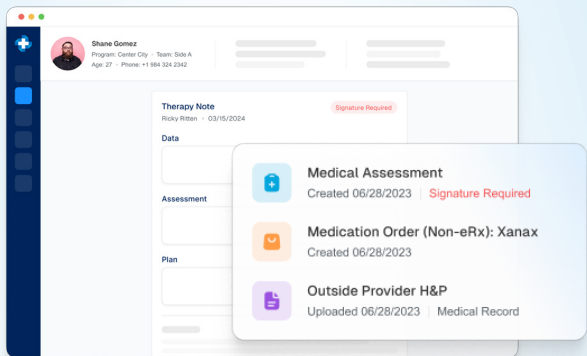 Shane Gomez
Program: Center City · Team: Side A
Age: 27 · Phone: +1 984 324 2342
Therapy Note
Signature Required
Ricky Ritten · 03/15/2024
Data
Assessment
Plan
Medical Assessment
Created 06/28/2023 | Signature Required
Medication Order (Non-eRx): Xanax
Created 06/28/2023
Outside Provider H&P
Uploaded 06/28/2023 | Medical Record